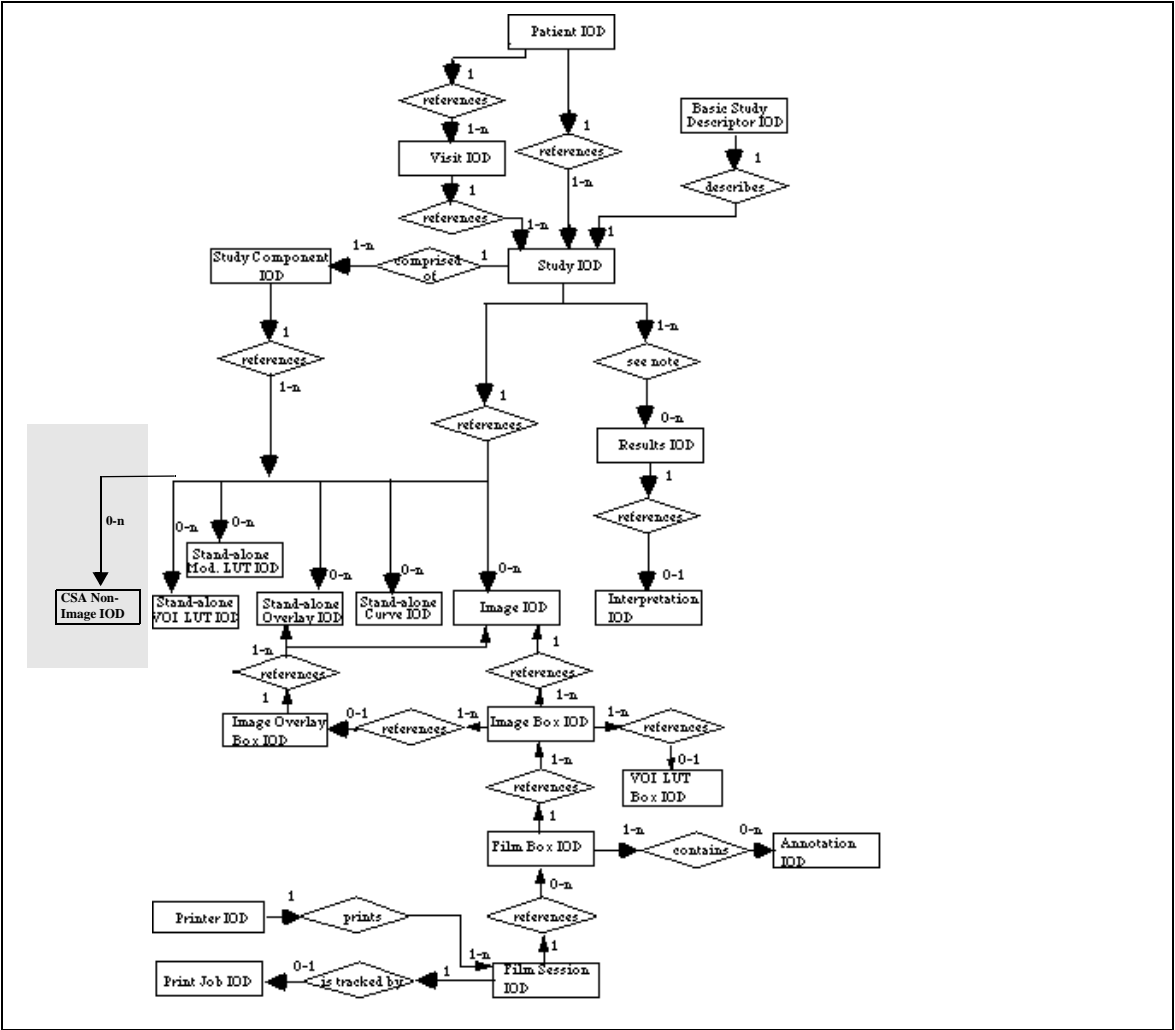 Patient IOD
1
references
1-n
Visit IOD
1
references
1-n
1
references
1-n
Basic Study
Descriptor IOD
1
describes
1
Study IOD
1
comprised
of
1-n
Study Component
IOD
1
references
1-n
1
references
1-n
see note
0-n
Results IOD
1
references
0-1
Interpretation
IOD
0-n
CSA Non-
Image IOD
0-n
Stand-alone
VOI LUT IOD
0-n
Stand-alone
Mod. LUT IOD
0-n
Stand-alone
Overlay IOD
0-n
Stand-alone
Curve IOD
0-n
Image IOD
1-n
references
1
1
references
1-n
Image Overlay
Box IOD
0-1
references
1-n
Image Box IOD
1-n
references
0-1
VOI LUT
Box IOD
1-n
references
1
Film Box IOD
1-n
contains
0-n
Annotation
IOD
0-n
references
1
Printer IOD
1
prints
1-n
Film Session
IOD
Print Job IOD
0-1
is tracked by
1